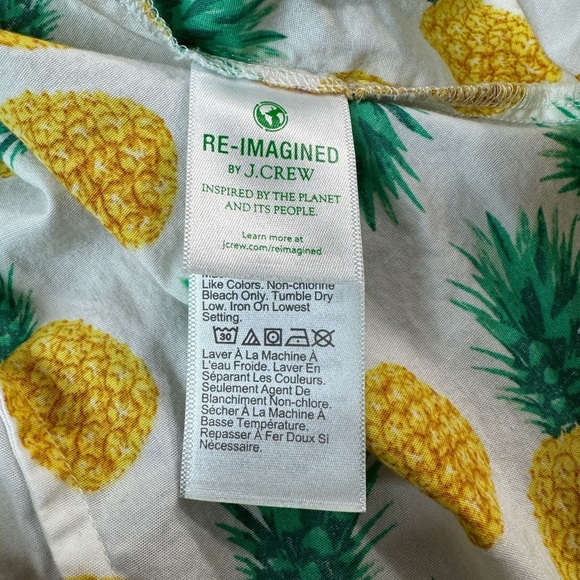 RE-IMAGINED
BY J.CREW
INSPIRED BY THE PLANET
AND ITS PEOPLE.
Learn more at
jcrew.com/reimagined
Like Colors. Non-chlorine
Bleach Only. Tumble Dry
Low. Iron On Lowest
Setting.
30
Laver À La Machine À
L'eau Froide. Laver En
Séparant Les Couleurs.
Seulement Agent De
Blanchiment Non-chlore.
Sécher À La Machine À
Basse Température.
Repasser À Fer Doux Si
Nécessaire.